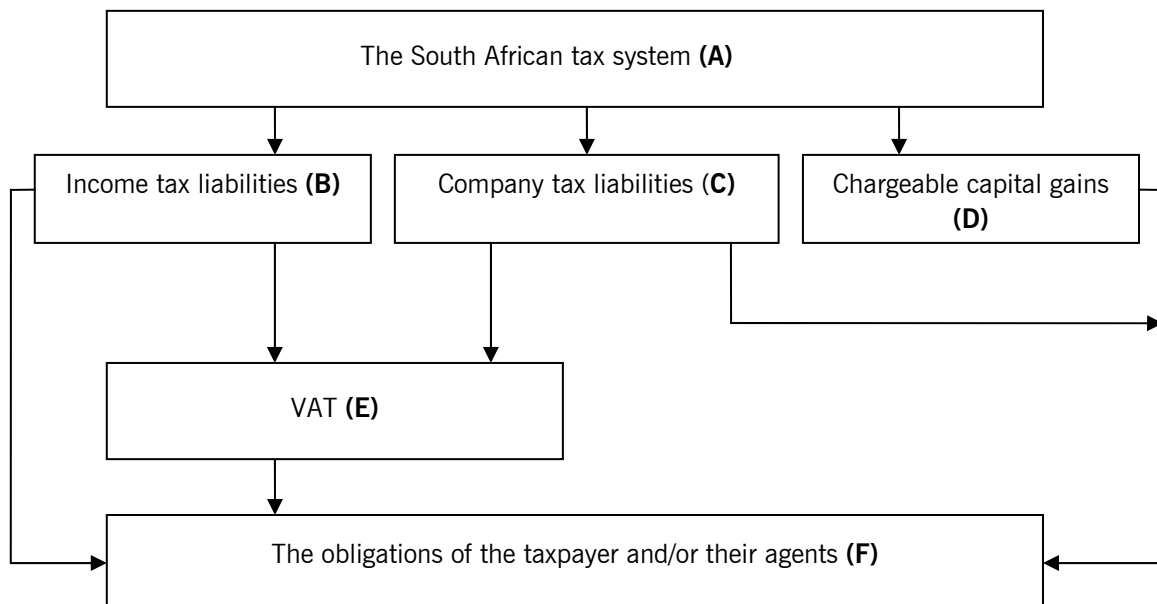 The South African tax system (A)
Income tax liabilities (B)
Company tax liabilities (C)
Chargeable capital gains
(D)
VAT (E)
The obligations of the taxpayer and/or their agents (F)